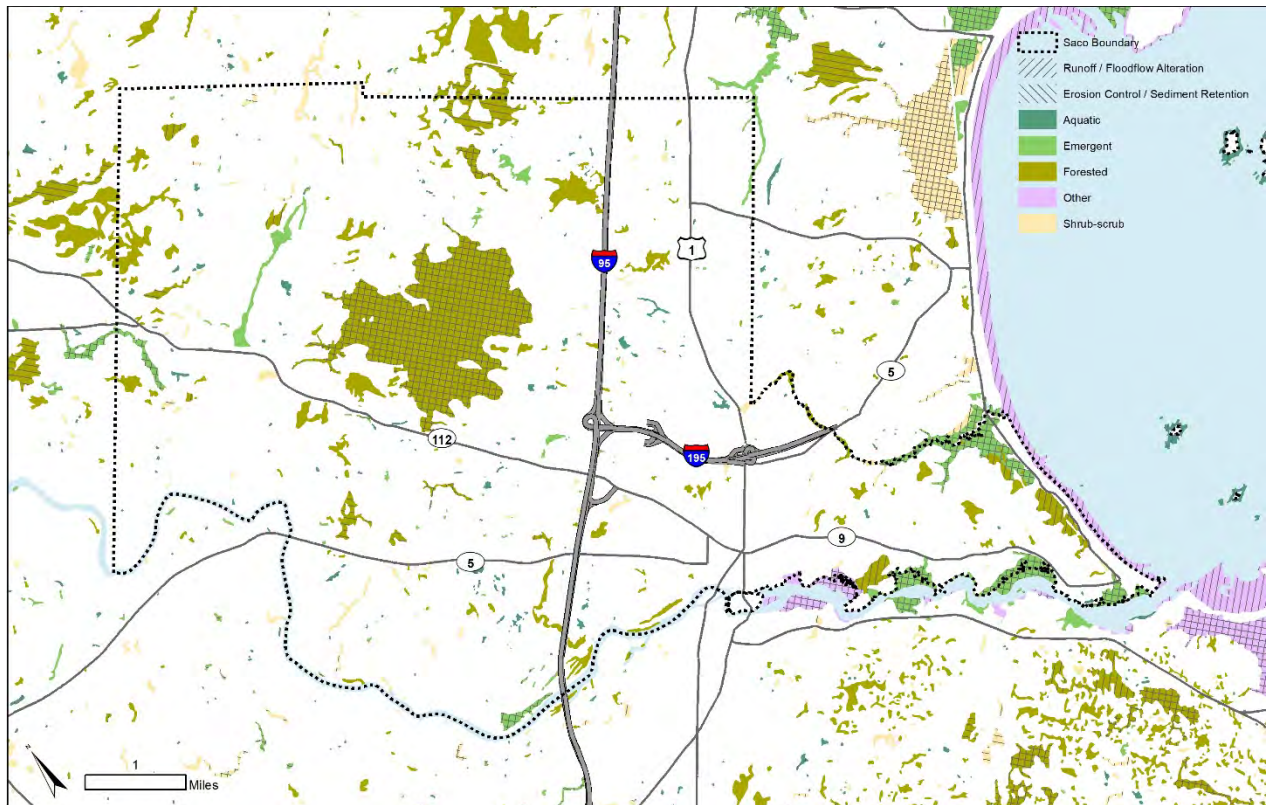 Saco Boundary
Runoff / Floodflow Alteration
Erosion Control / Sediment Retention
Aquatic
Emergent
Forested
Other
Shrub-scrub
1
95
5
112
195
9
5
1
Miles